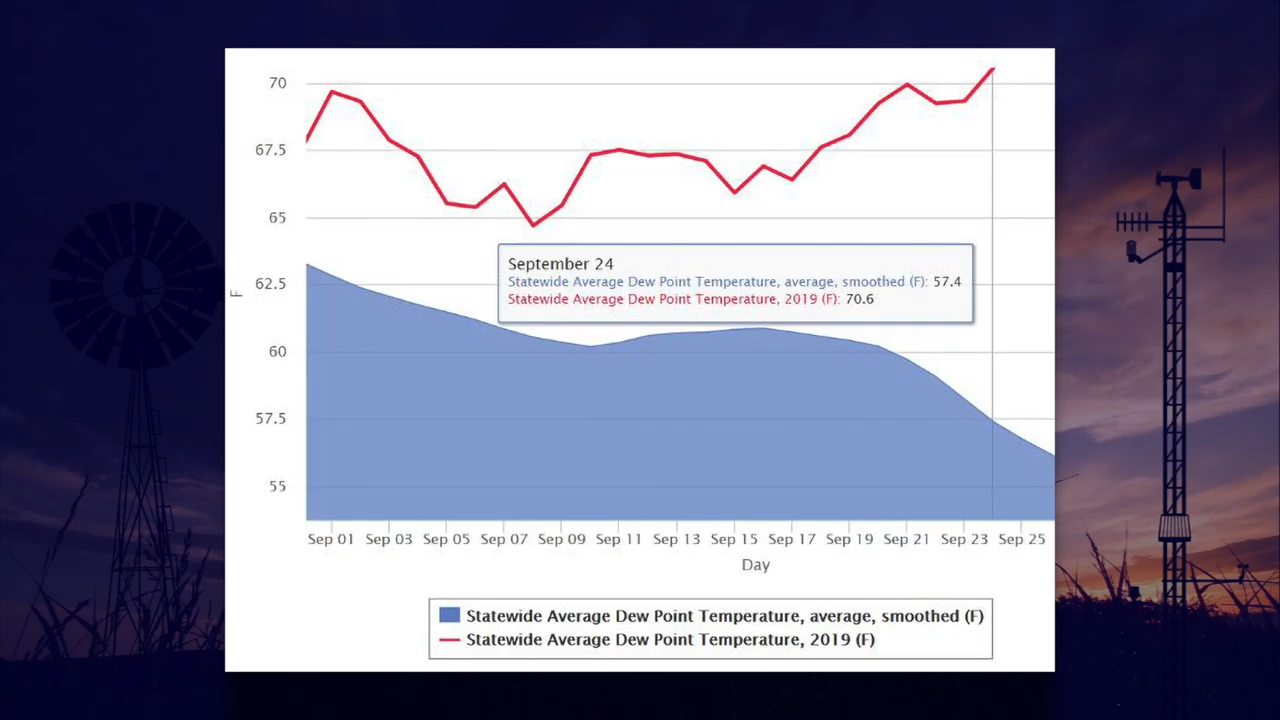 70
67.5
65
62.5
60
57.5
55
F
September 24
Statewide Average Dew Point Temperature, average, smoothed (F): 57.4
Statewide Average Dew Point Temperature, 2019 (F): 70.6
Sep 01 Sep 03 Sep 05 Sep 07 Sep 09 Sep 11 Sep 13 Sep 15 Sep 17 Sep 19 Sep 21 Sep 23 Sep 25
Day
Statewide Average Dew Point Temperature, average, smoothed (F)
Statewide Average Dew Point Temperature, 2019 (F)